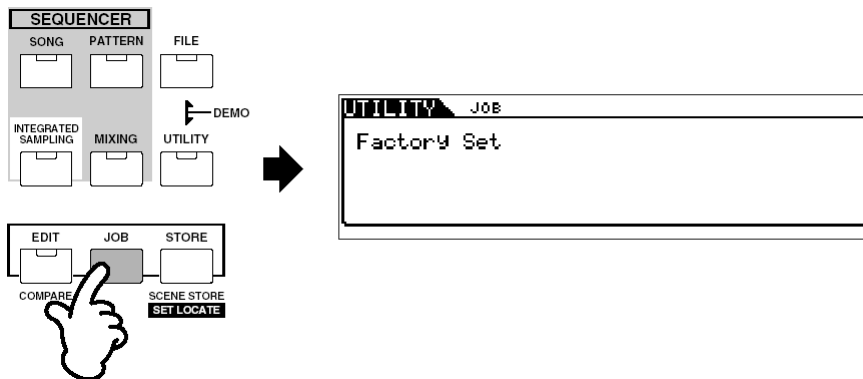 SEQUENCER
SONG PATTERN FILE
DEMO
INTEGRATED
SAMPLING MIXING UTILITY
EDIT JOB STORE
COMPARE SCENE STORE
SET LOCATE
UTILITY JOB
Factory Set